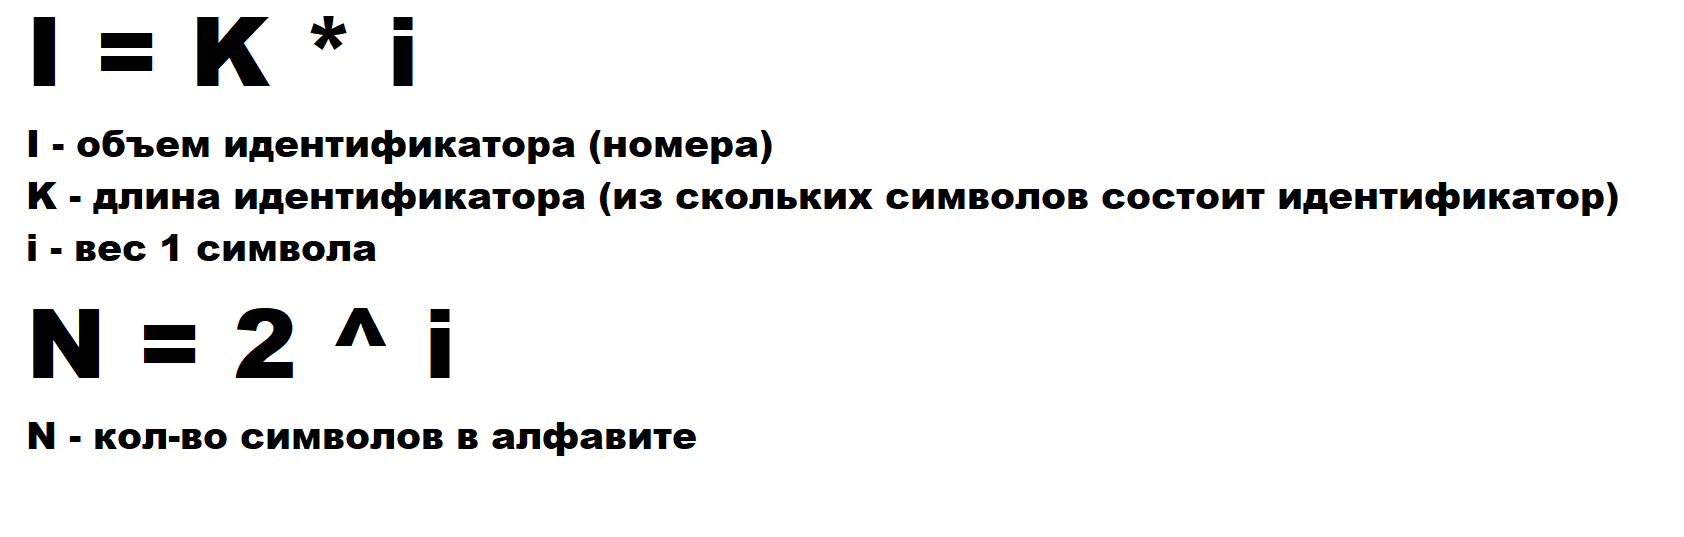 I = K * i
I - объем идентификатора (номера)
K - длина идентификатора (из скольких символов состоит идентификатор)
i - вес 1 символа
N = 2 ^ i
N - кол-во символов в алфавите